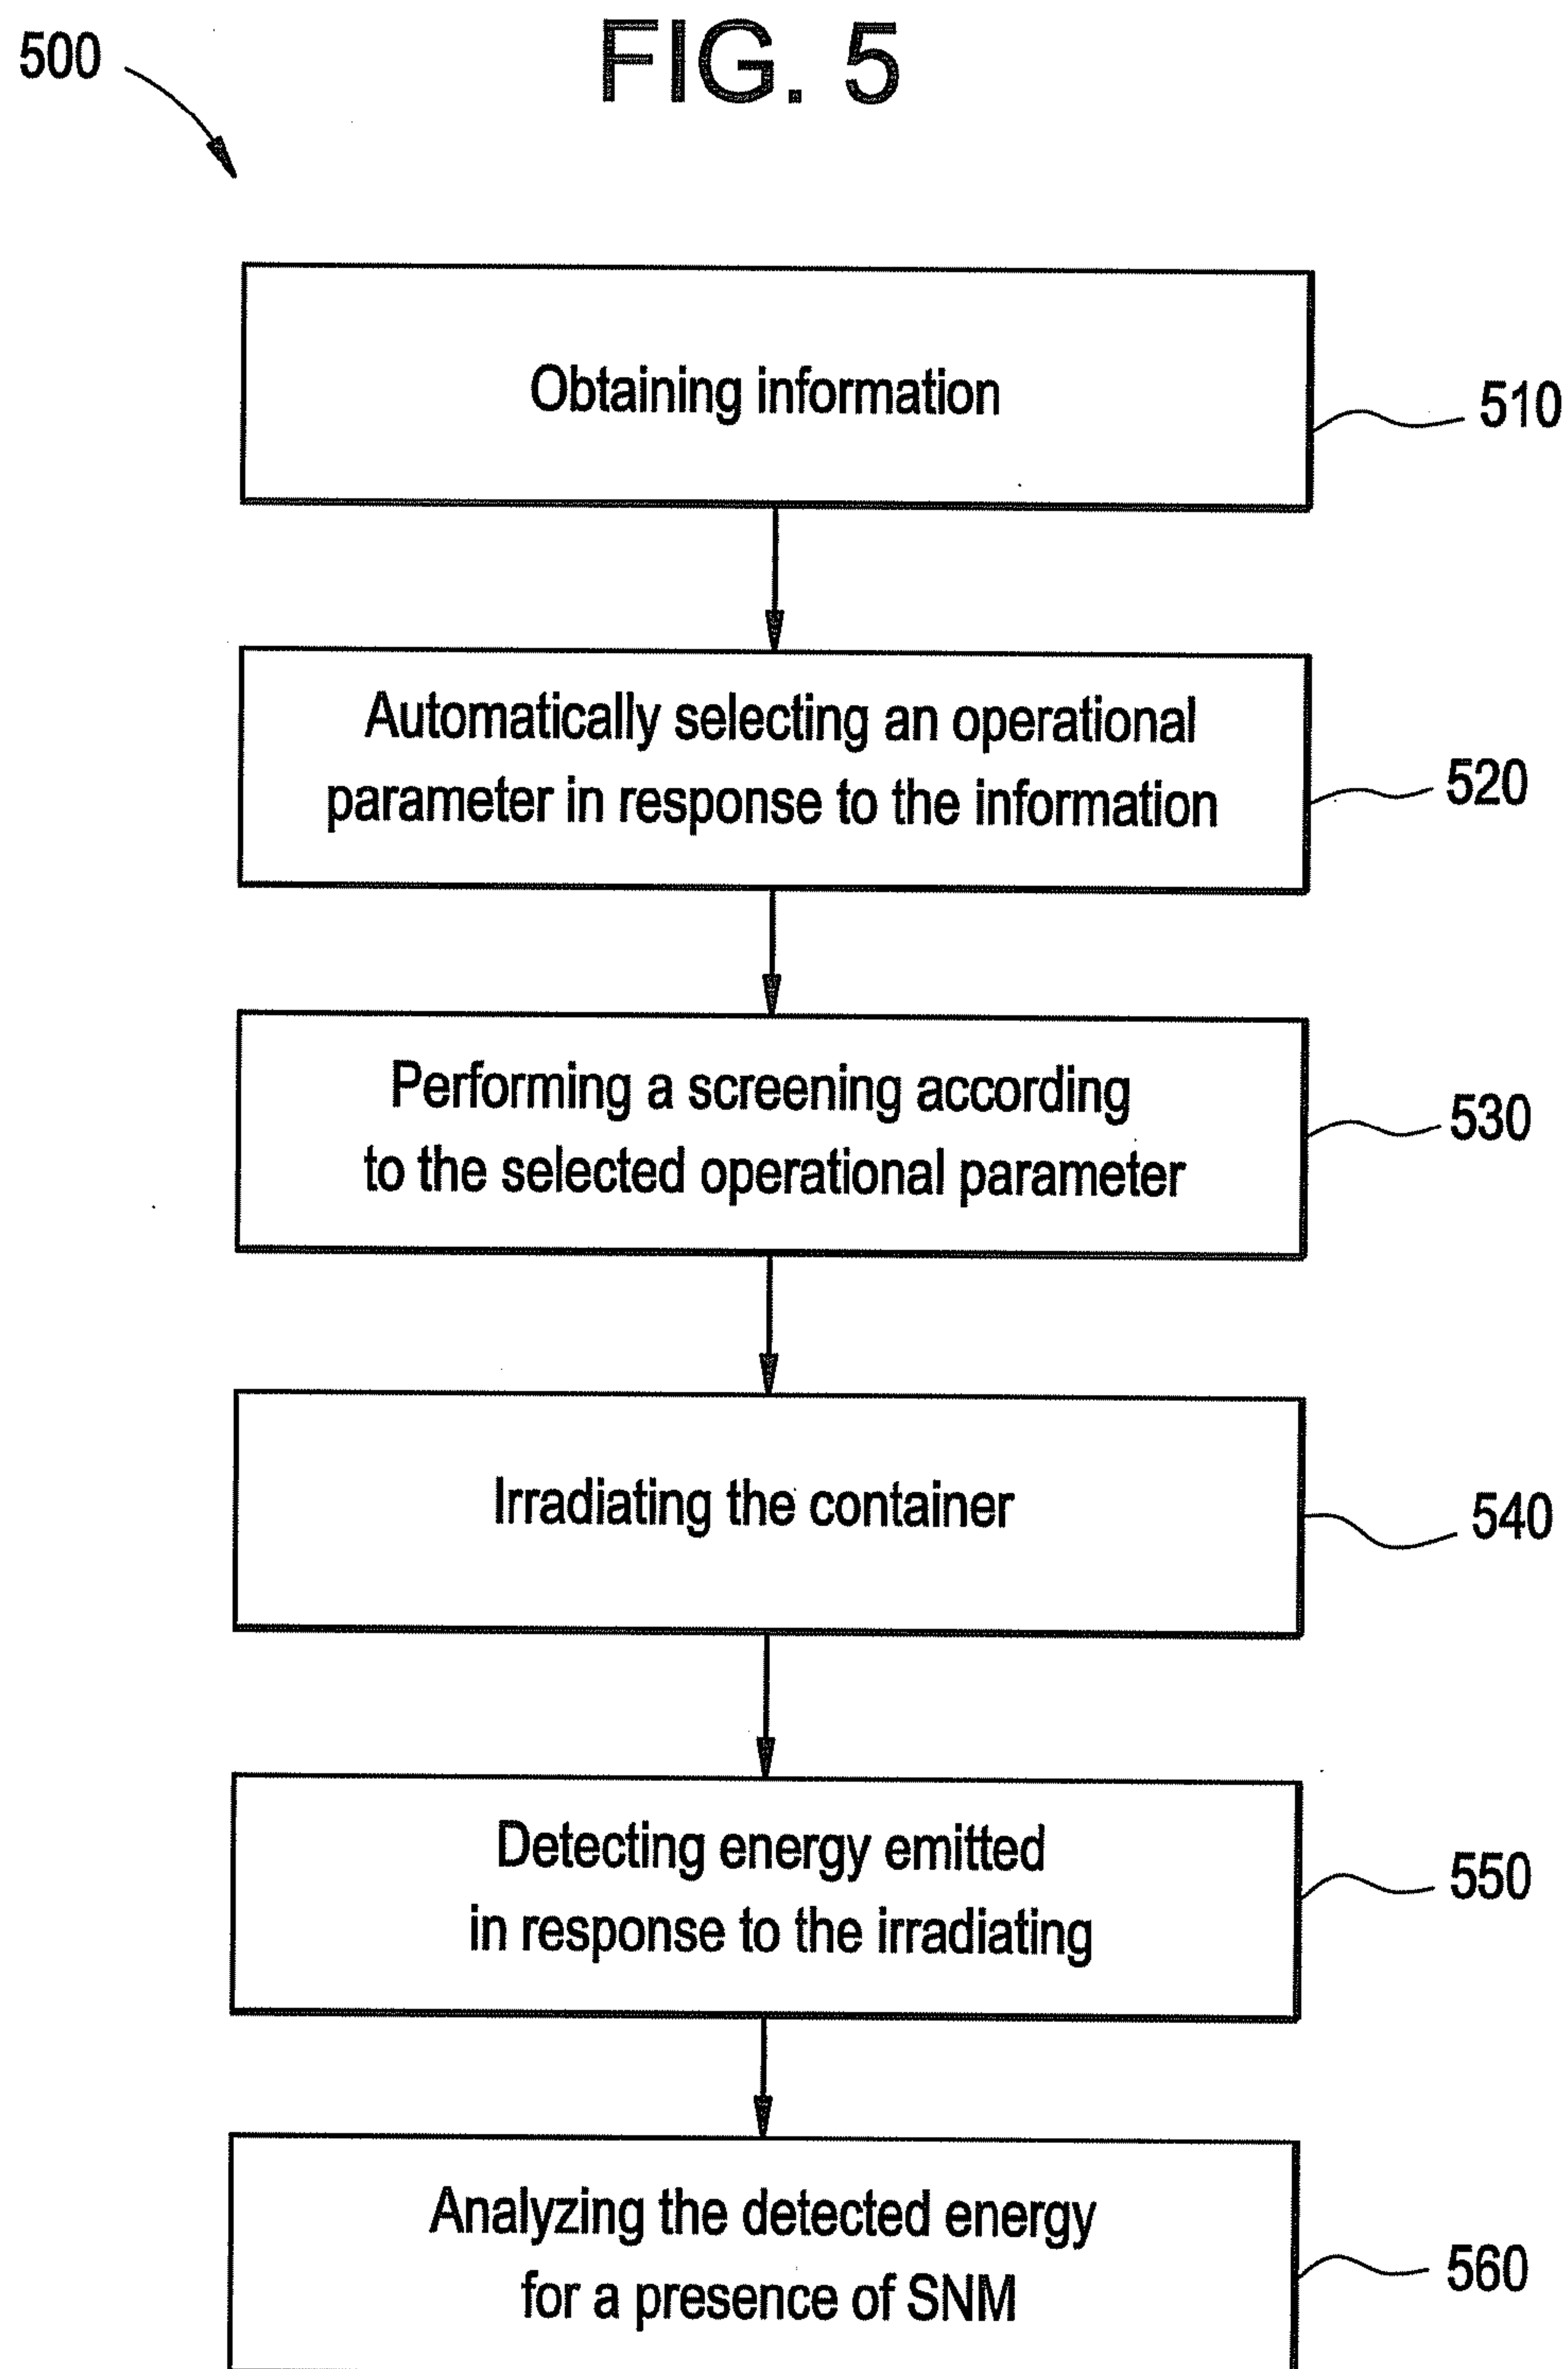 500
FIG. 5
Obtaining information
510
Automatically selecting an operational
parameter in response to the information
520
Performing a screening according
to the selected operational parameter
530
Irradiating the container
540
Detecting energy emitted
in response to the irradiating
550
Analyzing the detected energy
for a presence of SNM
560